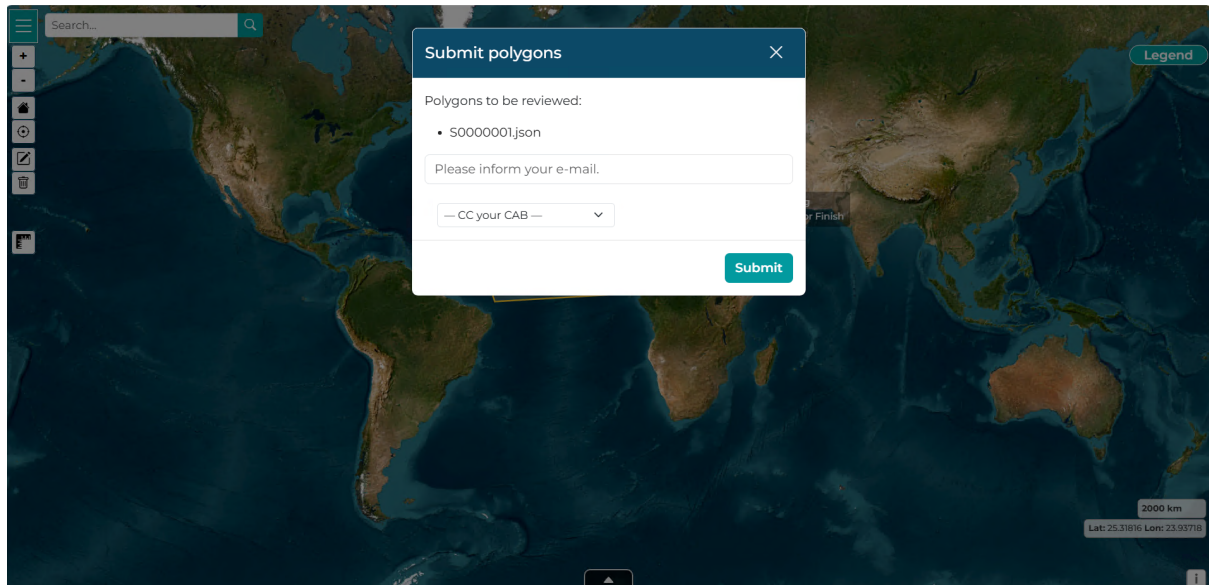 Search...
Submit polygons
Legend
+
-
Polygons to be reviewed:
• S0000001.json
Please inform your e-mail.
— CC your CAB —
or Finish
Submit
2000 km
Lat: 25.31816 Lon: 23.93718
i